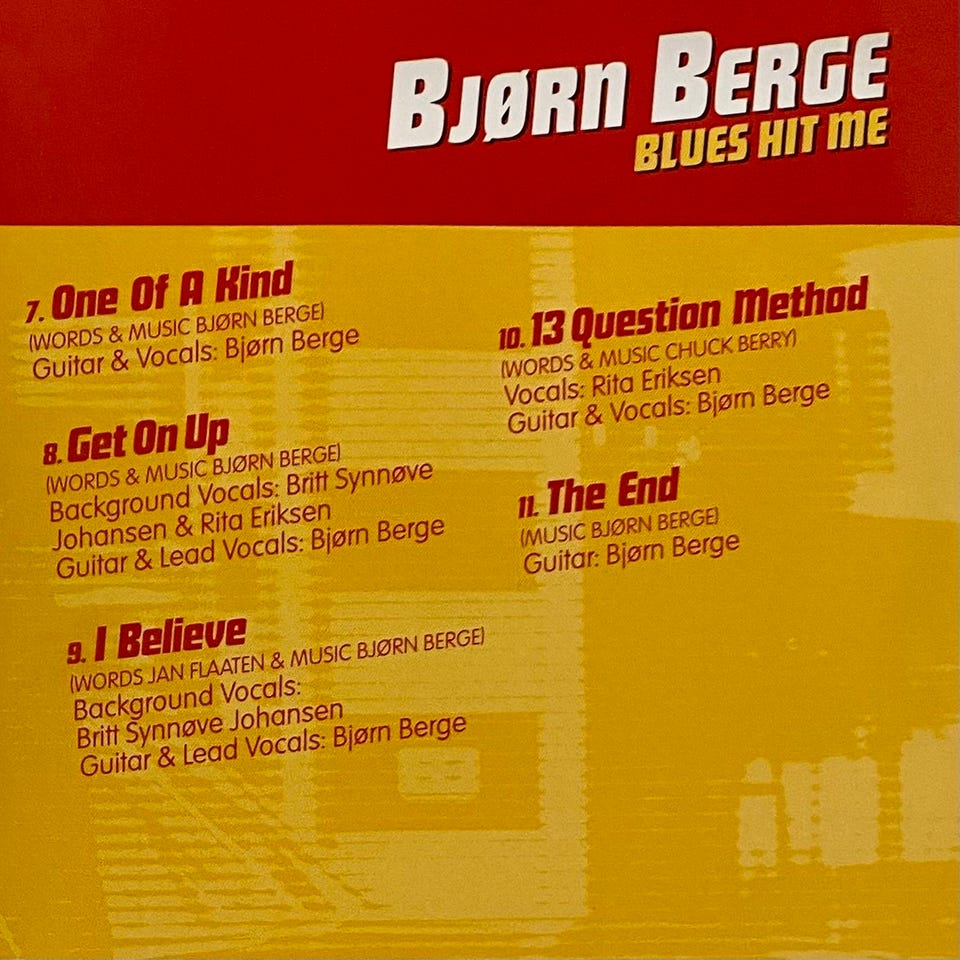 BJØRN BERGE
BLUES HIT ME
7. One Of A Kind
(WORDS & MUSIC BJØRN BERGE)
Guitar & Vocals: Bjørn Berge
8. Get On Up
(WORDS & MUSIC BJØRN BERGE)
Background Vocals: Britt Synnøve
Johansen & Rita Eriksen
Guitar & Lead Vocals: Bjørn Berge
9. I Believe
(WORDS JAN FLAATEN & MUSIC BJØRN BERGE)
Background Vocals:
Britt Synnøve Johansen
Guitar & Lead Vocals: Bjørn Berge
10. 13 Question Method
(WORDS & MUSIC CHUCK BERRY)
Vocals: Rita Eriksen
Guitar & Vocals: Bjørn Berge
11. The End
(MUSIC BJØRN BERGE)
Guitar: Bjørn Berge